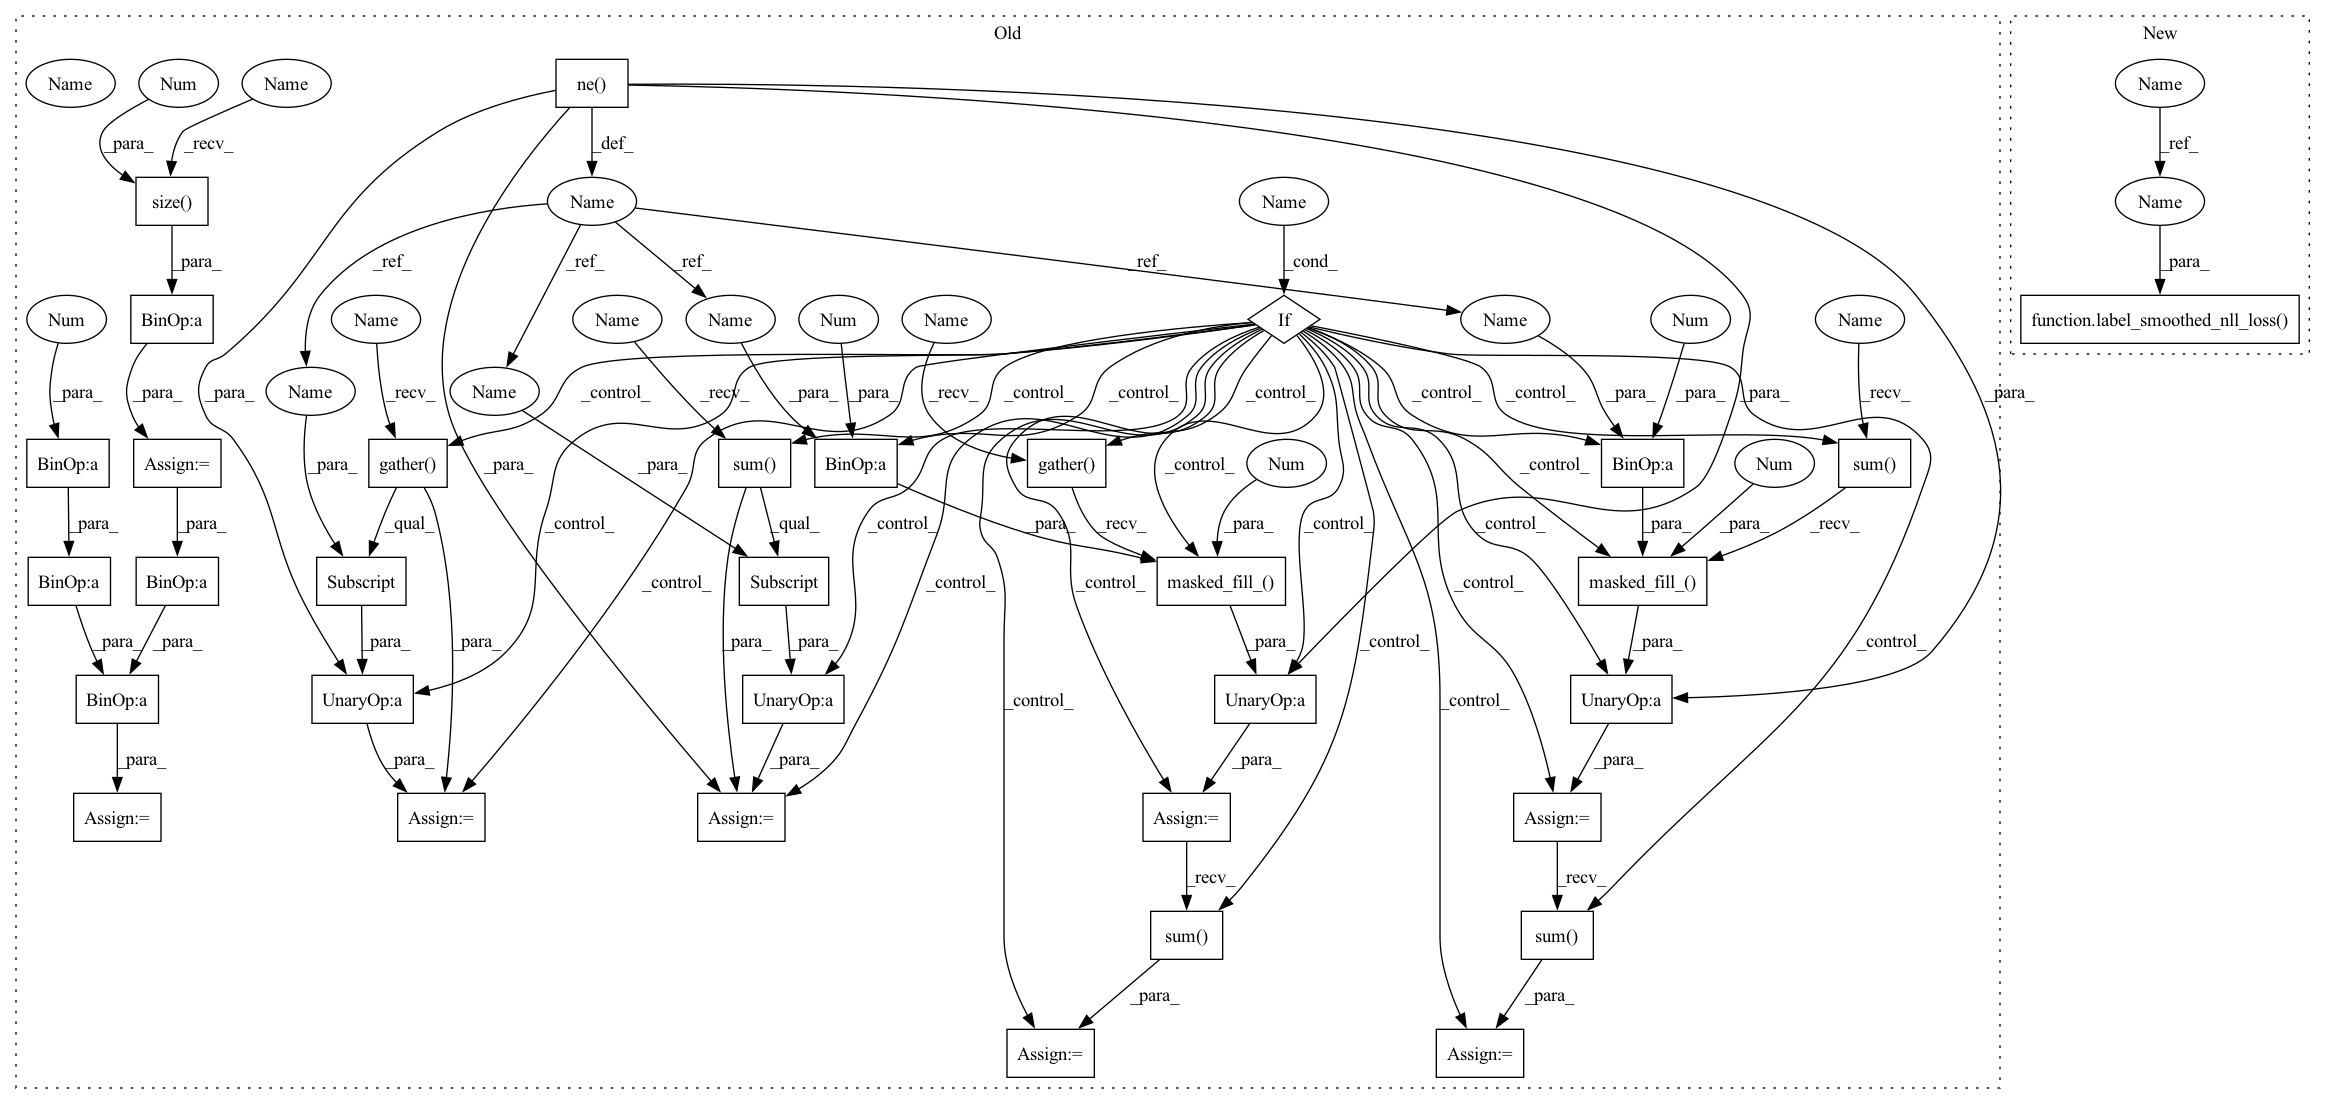 Old
New
Name
Num
Name
ne()
Name
_para_
_recv_
_def_
_ref_
size()
Name
Name
Name
_para_
_ref_
_ref_
_ref_
_ref_
_cond_
_para_
Num
BinOp:a
Name
Name
Name
Num
Name
If
Name
Num
Name
function.label_smoothed_nll_loss()
_para_
_para_
_para_
Name
_recv_
_control_
Name
_recv_
_para_
_para_
_recv_
_control_
_control_
_control_
_control_
_control_
_para_
_para_
_para_
_recv_
_para_
BinOp:a
Assign:=
gather()
sum()
BinOp:a
gather()
Num
BinOp:a
Num
sum()
_para_
_para_
_para_
_qual_
_para_
_control_
_para_
_qual_
_control_
_para_
_recv_
_control_
_para_
_control_
_control_
_control_
_para_
_para_
_recv_
BinOp:a
BinOp:a
Subscript
Subscript
masked_fill_()
masked_fill_()
_para_
_para_
_para_
_para_
_control_
_para_
_para_
_control_
_control_
_para_
_control_
_control_
_para_
_control_
BinOp:a
UnaryOp:a
UnaryOp:a
UnaryOp:a
UnaryOp:a
_para_
_para_
_para_
_control_
_para_
_control_
_para_
Assign:=
Assign:=
Assign:=
Assign:=
Assign:=
_recv_
_recv_
sum()
sum()
_para_
_para_
Assign:=
Assign:=